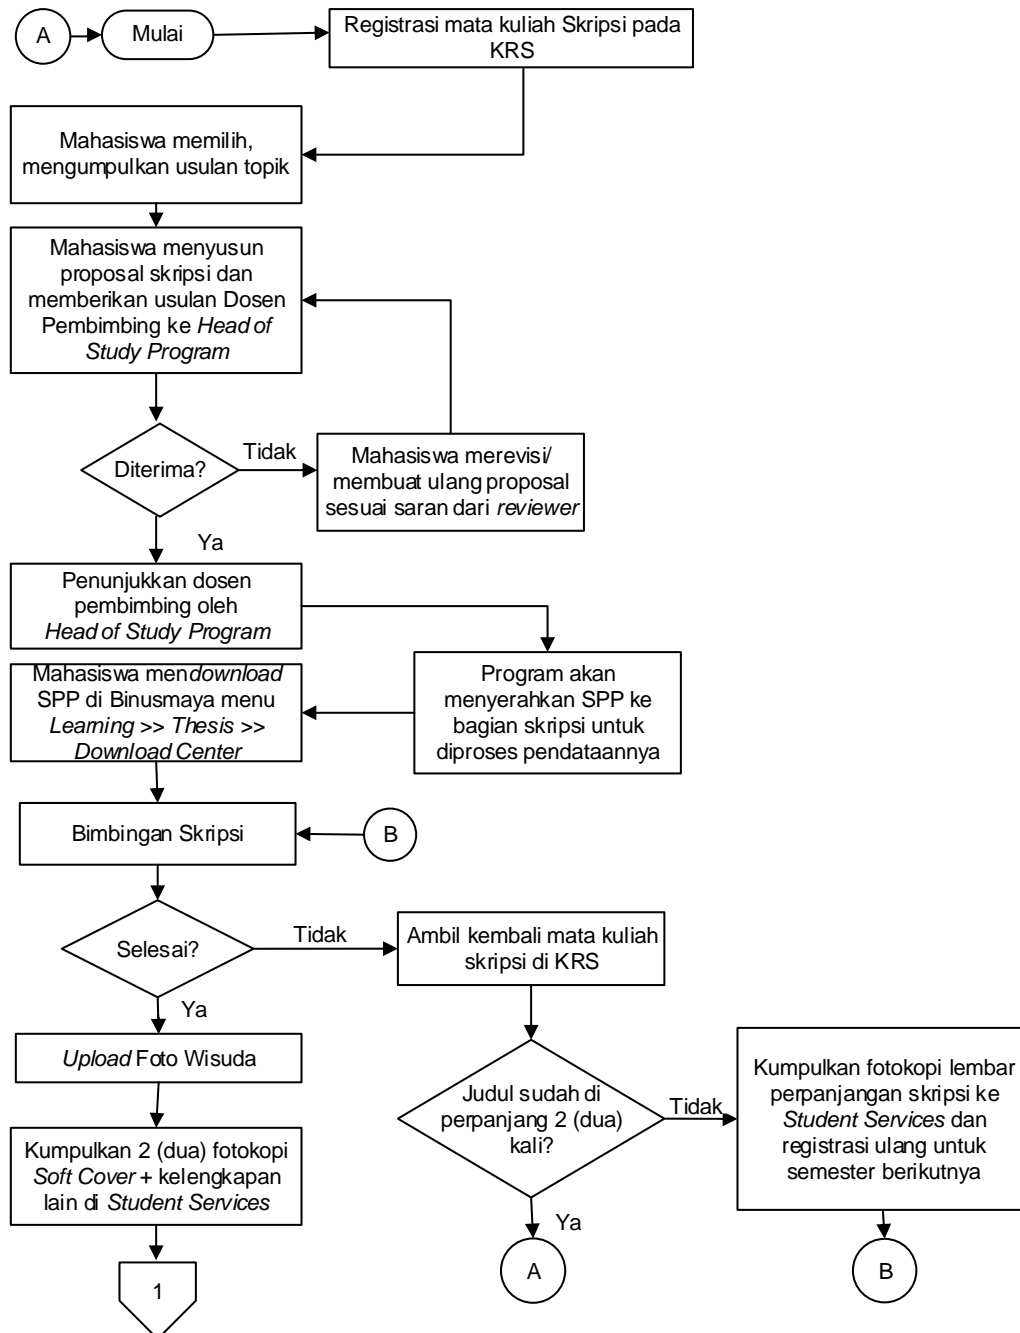 A
Mulai
Registrasi mata kuliah Skripsi pada
KRS
Mahasiswa memilih,
mengumpulkan usulan topik
Mahasiswa menyusun
proposal skripsi dan
memberikan usulan Dosen
Pembimbing ke Head of
Study Program
Diterima?
Tidak
Mahasiswa merevisi/
membuat ulang proposal
sesuai saran dari reviewer
Ya
Penunjukkan dosen
pembimbing oleh
Head of Study Program
Program akan
menyerahkan SPP ke
bagian skripsi untuk
diproses pendataannya
Mahasiswa mendownload
SPP di Binusmaya menu
Learning >> Thesis >>
Download Center
Bimbingan Skripsi
B
Selesai?
Tidak
Ambil kembali mata kuliah
skripsi di KRS
Ya
Upload Foto Wisuda
Judul sudah di
perpanjang 2 (dua)
kali?
Tidak
Kumpulkan fotokopi lembar
perpanjangan skripsi ke
Student Services dan
registrasi ulang untuk
semester berikutnya
Kumpulkan 2 (dua) fotokopi
Soft Cover + kelengkapan
lain di Student Services
Ya
1
A
B